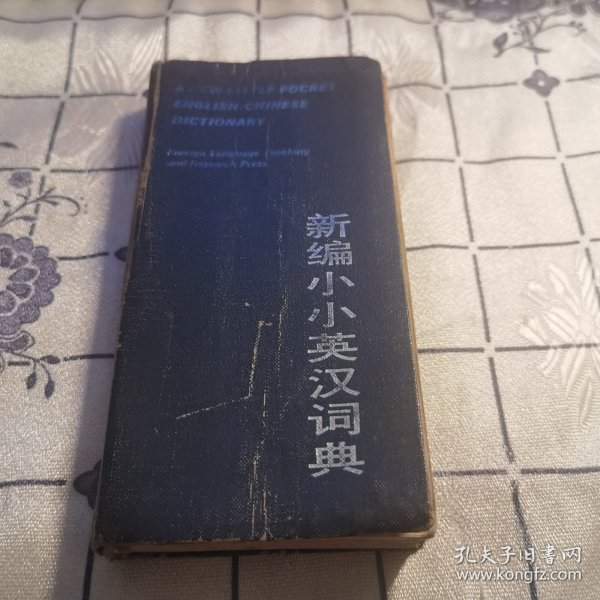 A NEW LITTLE POCKET
ENGLISH-CHINESE
DICTIONARY
Foreign Language Teaching
and Research Press
新编小小英汉词典
孔夫子旧书网
www.kongfz.com